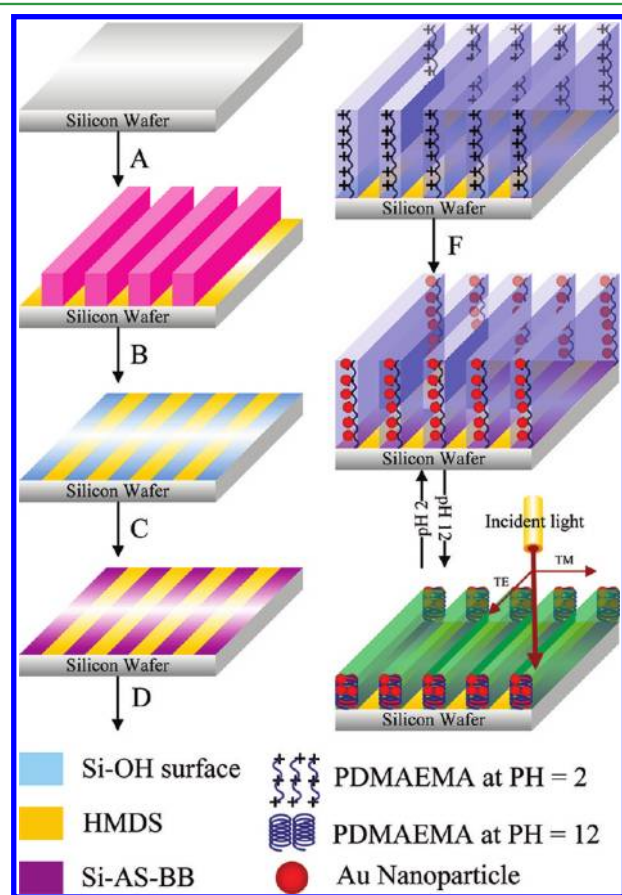 Silicon Wafer
A
Silicon Wafer
B
Silicon Wafer
C
Silicon Wafer
D
Silicon Wafer
F
Silicon Wafer
pH 2
pH 12
Incident light
TM
TE
Silicon Wafer
Si-OH surface
HMDS
Si-AS-BB
PDMAEMA at PH = 2
PDMAEMA at PH = 12
Au Nanoparticle